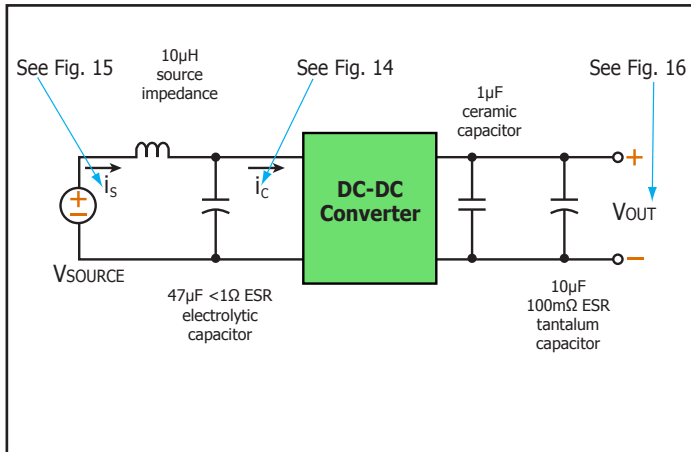 See Fig. 15
10µH
source
impedance
See Fig. 14
See Fig. 16
1µF
ceramic
capacitor
iS
iC
DC-DC
Converter
+
−
+
VOUT
−
VSOURCE
47µF <1Ω ESR
electrolytic
capacitor
10µF
100mΩ ESR
tantalum
capacitor